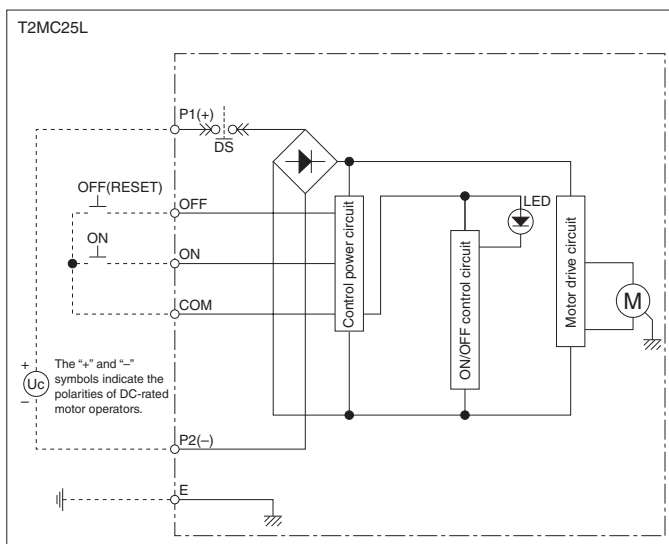 T2MC25L
P1(+)
DS
OFF(RESET)
OFF
LED
ON
ON
COM
Control power circuit
ON/OFF control circuit
Motor drive circuit
M
+
Uc
–
The “+” and “–”
symbols indicate the
polarities of DC-rated
motor operators.
P2(–)
E